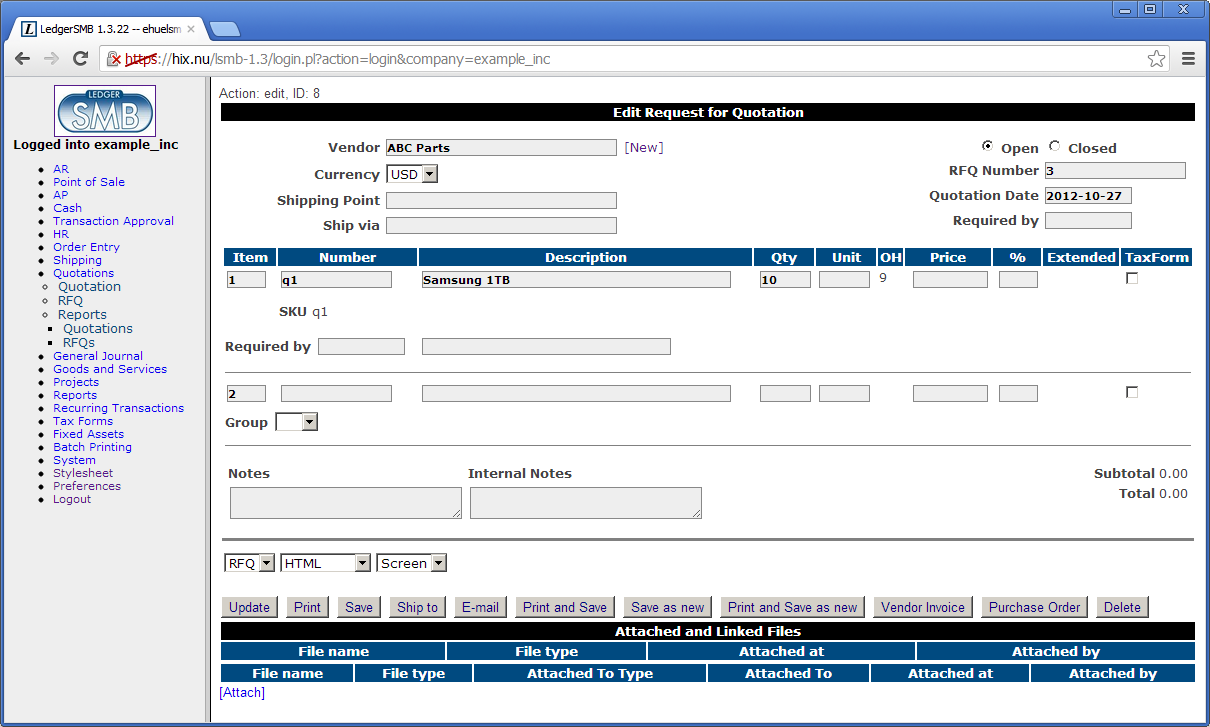 LedgerSMB 1.3.22 -- ehuelsm
https://hix.nu/lsmb-1.3/login.pl?action=login&company=example_inc
LEDGER
SMB
Logged into example_inc
AR
Point of Sale
AP
Cash
Transaction Approval
HR
Order Entry
Shipping
Quotations
Quotation
RFQ
Reports
Quotations
RFQs
General Journal
Goods and Services
Projects
Reports
Recurring Transactions
Tax Forms
Fixed Assets
Batch Printing
System
Stylesheet
Preferences
Logout
Action: edit, ID: 8
Edit Request for Quotation
Vendor ABC Parts [New] Open Closed
Currency USD RFQ Number 3
Shipping Point Quotation Date 2012-10-27
Ship via Required by
Item Number Description Qty Unit OH Price % Extended TaxForm
1 q1 Samsung 1TB 10 9
SKU q1
Required by
2
Group
Notes Internal Notes Subtotal 0.00
Total 0.00
RFQ HTML Screen
Update Print Save Ship to E-mail Print and Save Save as new Print and Save as new Vendor Invoice Purchase Order Delete
Attached and Linked Files
File name File type Attached at Attached by
File name File type Attached To Type Attached To Attached at Attached by
[Attach]